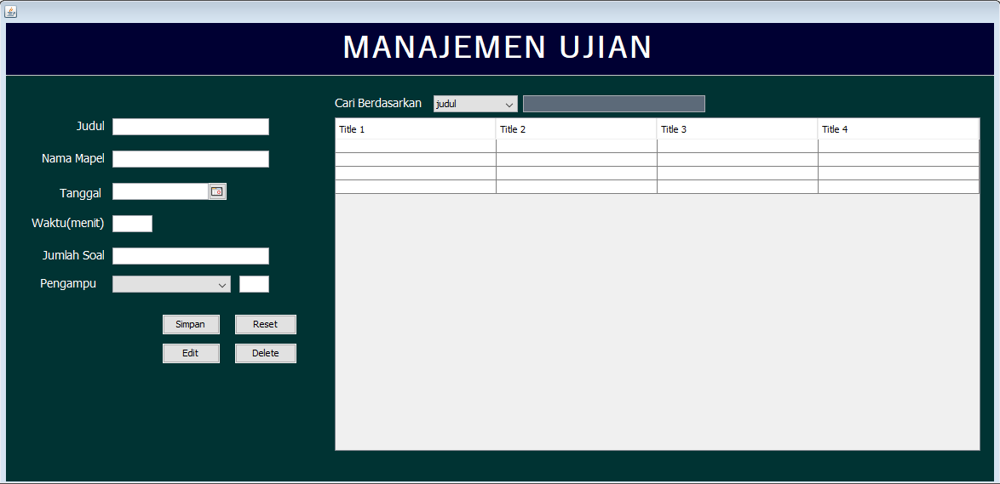 MANAJEMEN UJIAN
Cari Berdasarkan judul
Judul
Nama Mapel
Tanggal
Waktu(menit)
Jumlah Soal
Pengampu
Simpan Reset
Edit Delete
Title 1 Title 2 Title 3 Title 4